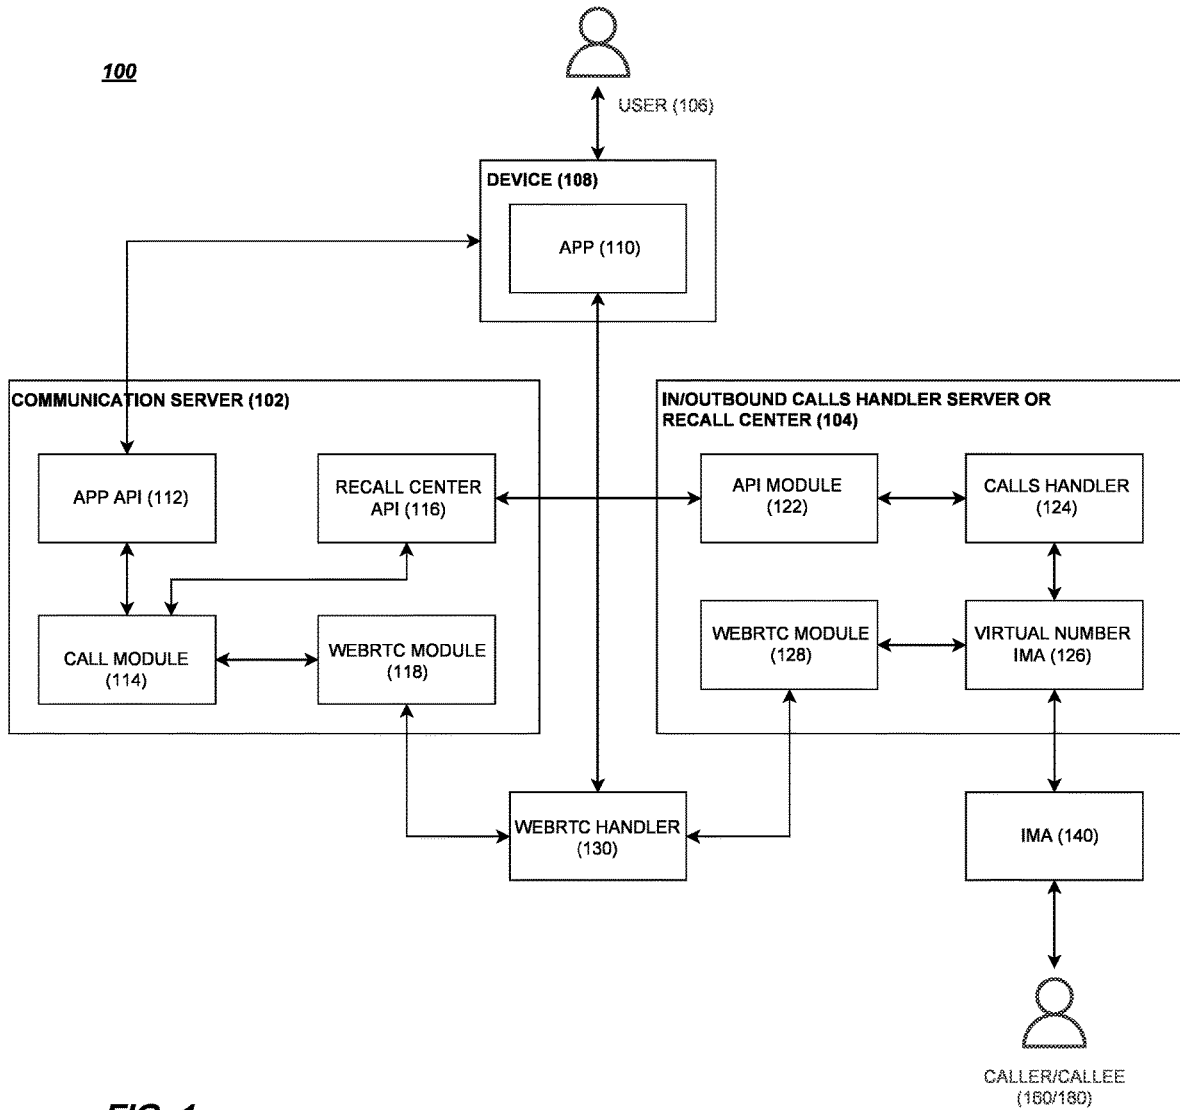 100
USER (106)
DEVICE (108)
APP (110)
COMMUNICATION SERVER (102)
APP API (112)
RECALL CENTER
API (116)
CALL MODULE
(114)
WEBRTC MODULE
(118)
IN/OUTBOUND CALLS HANDLER SERVER OR
RECALL CENTER (104)
API MODULE
(122)
CALLS HANDLER
(124)
WEBRTC MODULE
(128)
VIRTUAL NUMBER
IMA (126)
WEBRTC HANDLER
(130)
IMA (140)
CALLER/CALLEE
(160/180)
FIG. 1